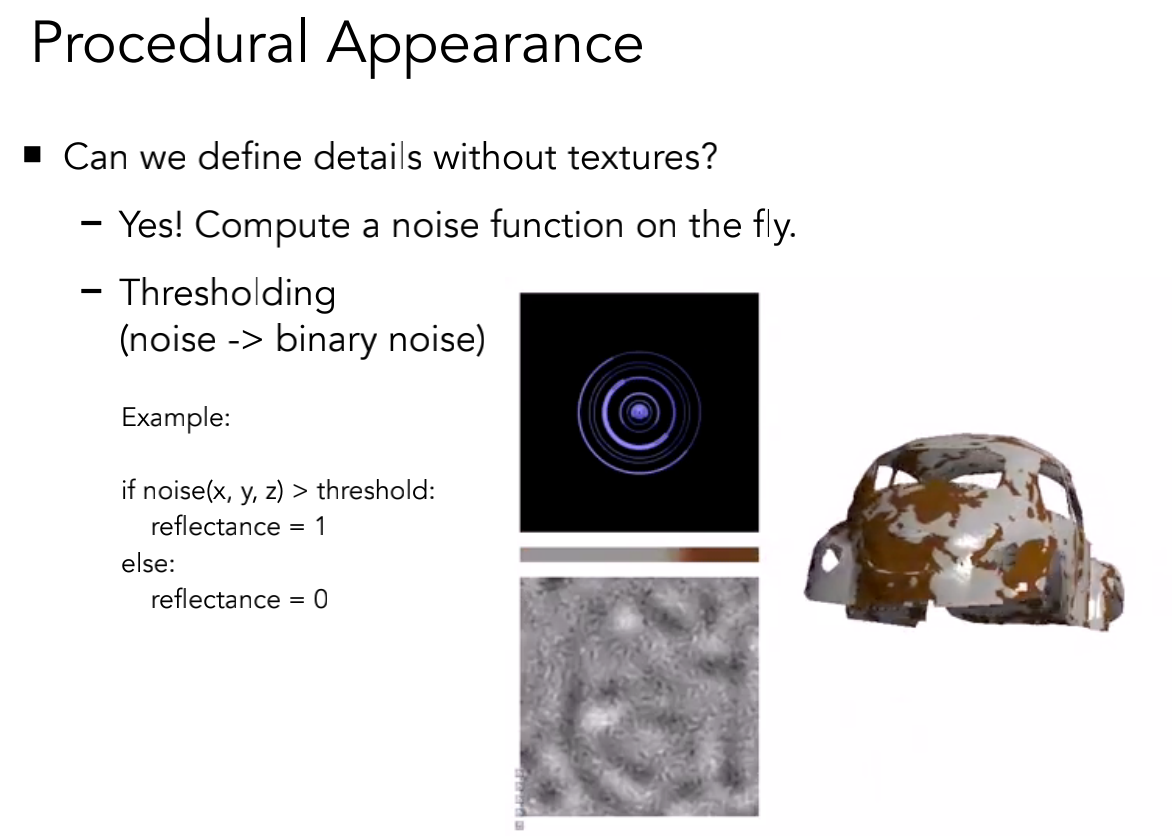 Procedural Appearance
■ Can we define details without textures?
– Yes! Compute a noise function on the fly.
– Thresholding
(noise -> binary noise)
Example:
if noise(x, y, z) > threshold:
reflectance = 1
else:
reflectance = 0